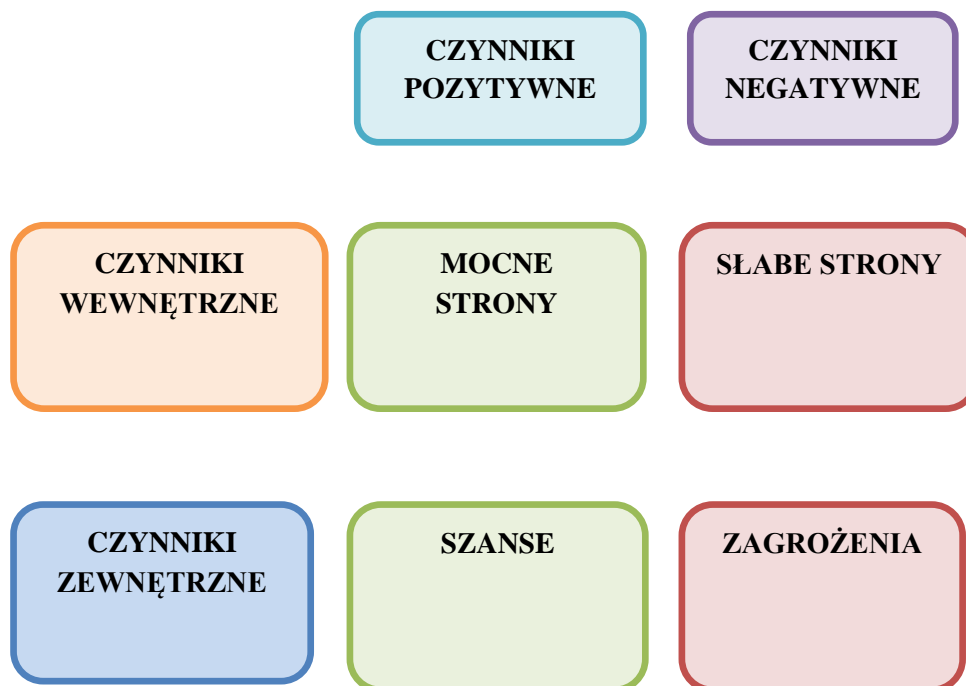 CZYNNIKI
POZYTYWNE
CZYNNIKI
NEGATYWNE
CZYNNIKI
WEWNĘTRZNE
MOCNE
STRONY
SŁABE STRONY
CZYNNIKI
ZEWNĘTRZNE
SZANSE
ZAGROŻENIA